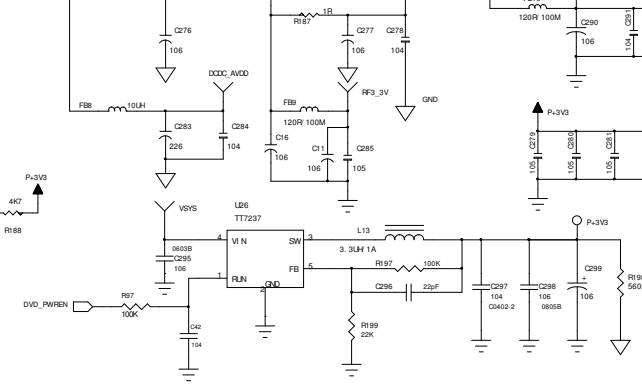 C276
106
1R
R187
C277
106
C278
104
120R/ 100M
C290
106
C291
104
DCDC_AVDD
RF3_3V
GND
FB8
10UH
FB9
120R/ 100M
P+3V3
C283
226
C284
104
C16
106
C11
106
C285
105
C279
105
C280
105
C281
105
P+3V3
4K7
R188
VSYS
U26
TT7237
L13
3. 3UH/ 1A
P+3V3
4
VI N
SW
3
0603B
C295
106
FB
5
R197
100K
1
RUN
GND
2
C296
22pF
C297
104
C0402-2
C298
106
0805B
C299
+
106
560
DVD_PWREN
R97
100K
C42
104
R199
22K